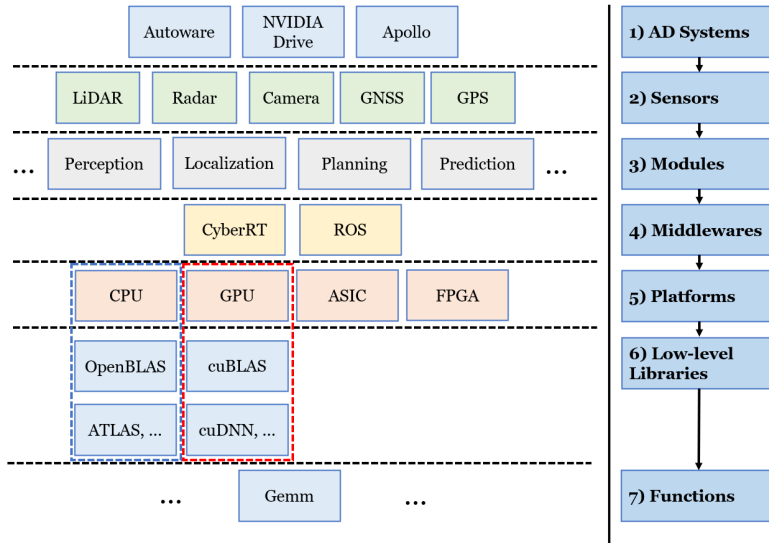 Autoware
NVIDIA
Drive
Apollo
1) AD Systems
LiDAR
Radar
Camera
GNSS
GPS
2) Sensors
...
Perception
Localization
Planning
Prediction
...
3) Modules
CyberRT
ROS
4) Middlewares
CPU
GPU
ASIC
FPGA
5) Platforms
OpenBLAS
cuBLAS
6) Low-level
Libraries
ATLAS, ...
cuDNN, ...
...
Gemm
...
7) Functions